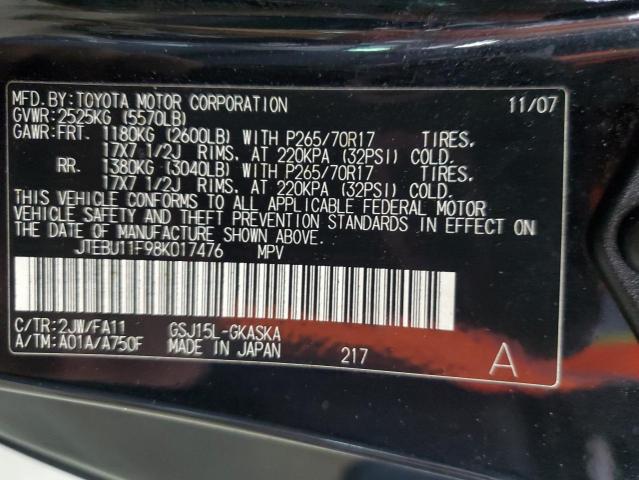 MFD. BY: TOYOTA MOTOR CORPORATION 11/07
GVWR: 2525KG (5570LB)
GAWR: FRT. 1180KG (2600LB) WITH P265/70R17 TIRES,
17X7 1/2J RIMS, AT 220KPA (32PSI) COLD.
RR. 1380KG (3040LB) WITH P265/70R17 TIRES,
17X7 1/2J RIMS, AT 220KPA (32PSI) COLD.
THIS VEHICLE CONFORMS TO ALL APPLICABLE FEDERAL MOTOR
VEHICLE SAFETY AND THEFT PREVENTION STANDARDS IN EFFECT ON
THE DATE OF MANUFACTURE SHOWN ABOVE.
JTEBU11F98K017476 MPV
C/TR: 2JW/FA11 GSJ15L-GKASKA
A/TM: A01A/A750F MADE IN JAPAN 217 A